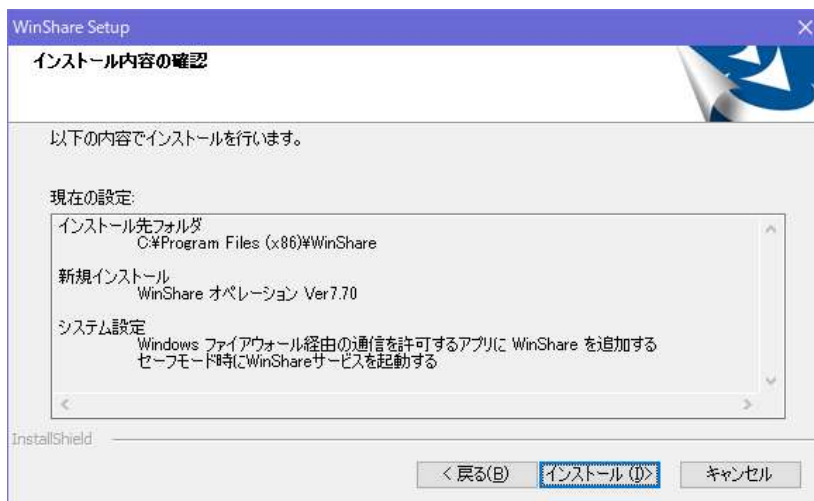 WinShare Setup
インストール内容の確認
以下の内容でインストールを行います。
現在の設定:
インストール先フォルダ
C:¥Program Files (x86)¥WinShare
新規インストール
WinShare オペレーション Ver7.70
システム設定
Windows ファイアウォール経由の通信を許可するアプリに WinShare を追加する
セーフモード時にWinShareサービスを起動する
InstallShield
< 戻る(B) インストール (I)> キャンセル